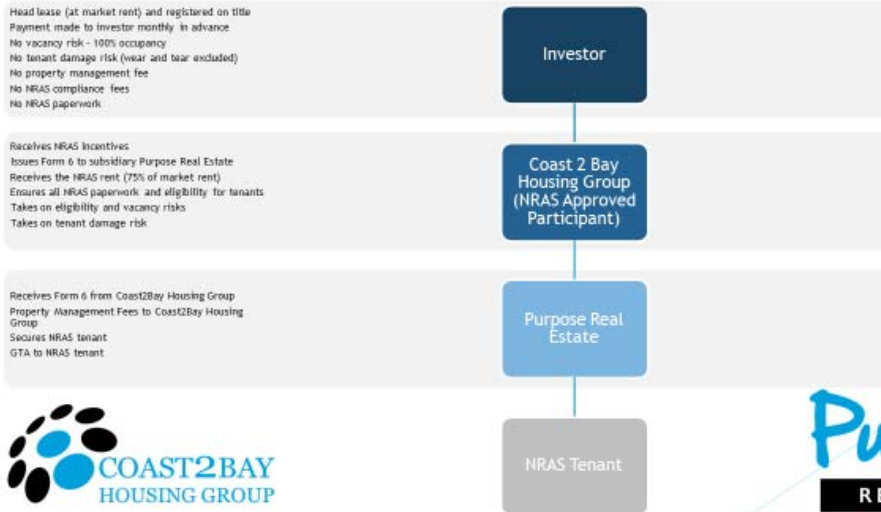 Head lease (at market rent) and registered on title
Payment made to investor monthly in advance
No vacancy risk - 100% occupancy
No tenant damage risk (wear and tear excluded)
No property management fee
No NRAS compliance fees
No NRAS paperwork
Investor
Receives NRAS incentives
Issues Form 6 to subsidiary Purpose Real Estate
Receives the NRAS rent (75% of market rent)
Ensures all NRAS paperwork and eligibility for tenants
Takes on eligibility and vacancy risks
Takes on tenant damage risk
Coast 2 Bay
Housing Group
(NRAS Approved
Participant)
Receives Form 6 from Coast2Bay Housing Group
Property Management Fees to Coast2Bay Housing
Group
Secures NRAS tenant
GTA to NRAS tenant
Purpose Real
Estate
NRAS Tenant
COAST2BAY
HOUSING GROUP
Pu
RE